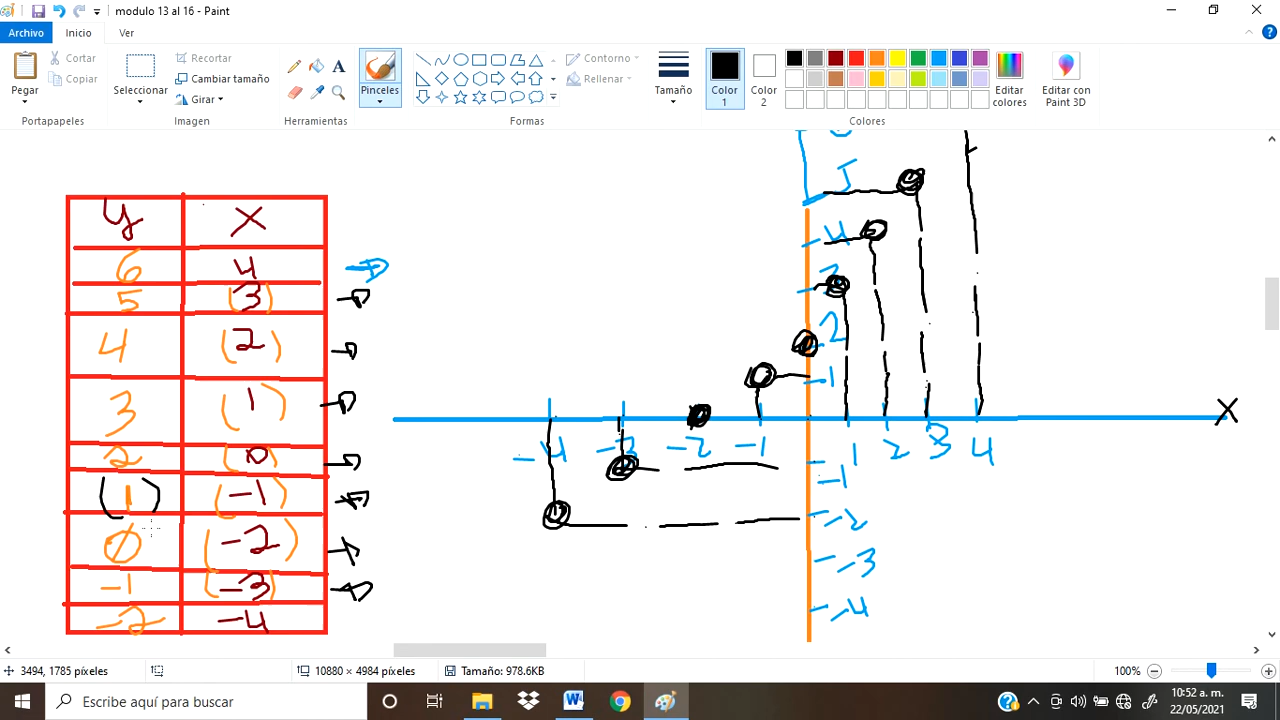 modulo 13 al 16 - Paint
Archivo Inicio Ver
Pegar
Cortar
Copiar
Portapapeles
Seleccionar
Recortar
Cambiar tamaño
Girar
Imagen
Herramientas
Pinceles
Contorno
Rellenar
Formas
Tamaño
Color 1
Color 2
Editar colores
Editar con Paint 3D
Colores
y x
6 4
5 (3)
4 (2)
3 (1)
2 (0)
(1) (-1)
0 (-2)
-1 (-3)
-2 -4
5
-4
3
2
-1
X
-4 -3 -2 -1 1 2 3 4
-1
-2
-3
-4
3494, 1785 píxeles
10880 × 4984 píxeles
Tamaño: 978.6KB
100%
Escribe aquí para buscar
10:52 a. m.
22/05/2021